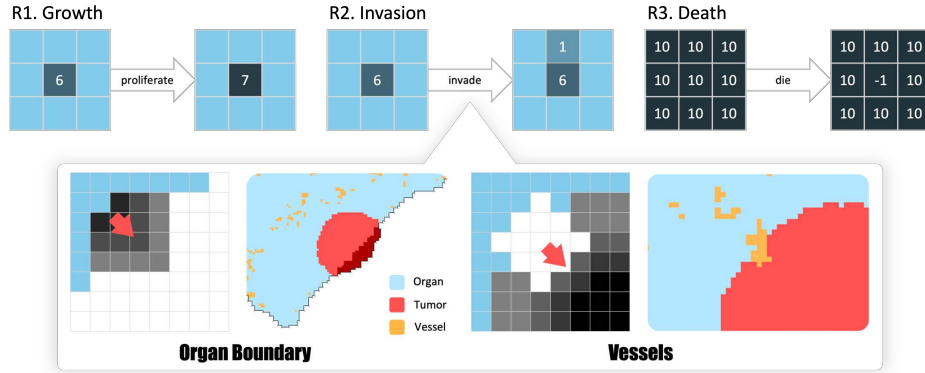 R1. Growth
R2. Invasion
R3. Death
6
proliferate
7
6
invade
1
6
10 10 10
10 10 10
10 10 10
die
10 10 10
10 -1 10
10 10 10
Organ
Tumor
Vessel
Organ Boundary
Vessels